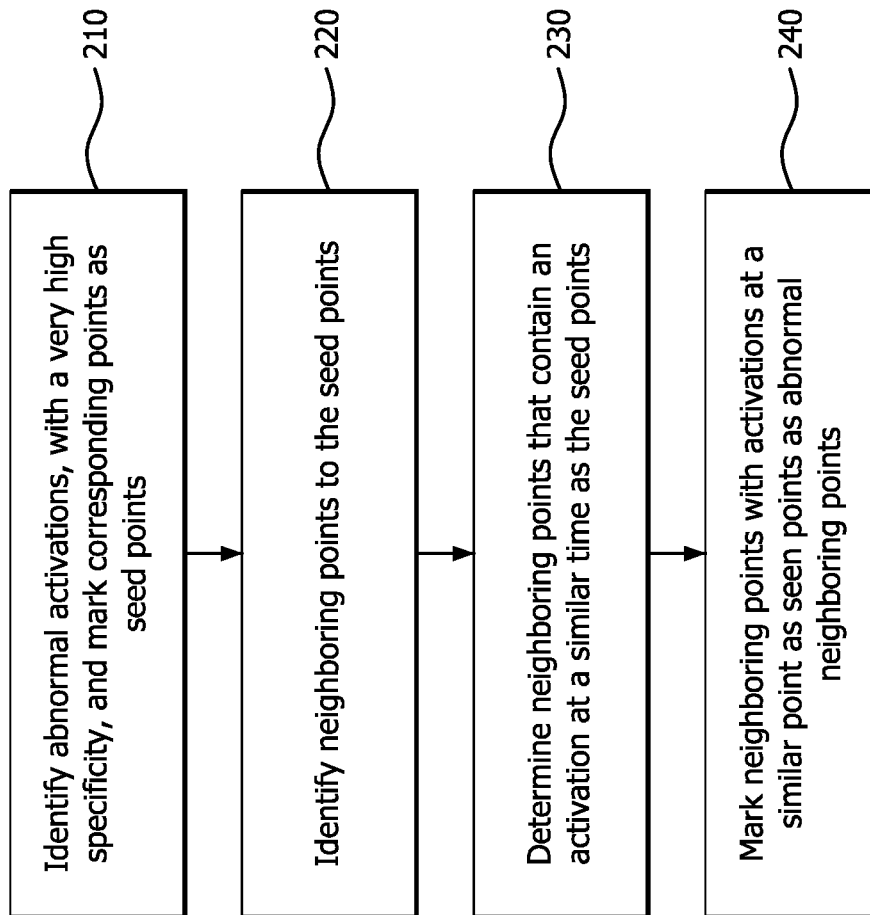 Identify abnormal activations, with a very high
specificity, and mark corresponding points as
seed points
210
Identify neighboring points to the seed points
220
Determine neighboring points that contain an
activation at a similar time as the seed points
230
Mark neighboring points with activations at a
similar point as seen points as abnormal
neighboring points
240